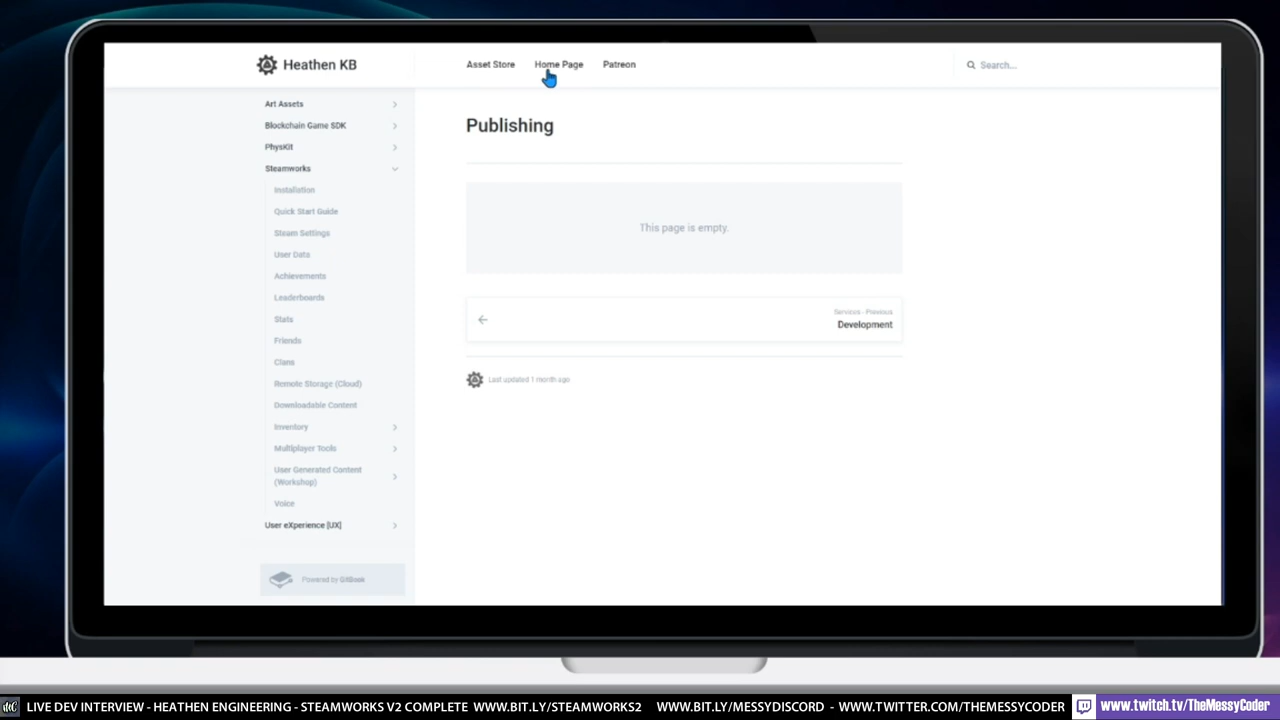 Heathen KB
Asset Store
Home Page
Patreon
Search...
Art Assets
Blockchain Game SDK
PhysKit
Steamworks
Installation
Quick Start Guide
Steam Settings
User Data
Achievements
Leaderboards
Stats
Friends
Clans
Remote Storage (Cloud)
Downloadable Content
Inventory
Multiplayer Tools
User Generated Content
(Workshop)
Voice
User eXperience [UX]
Powered by GitBook
Publishing
This page is empty.
Services - Previous
Development
Last updated 1 month ago
LIVE DEV INTERVIEW - HEATHEN ENGINEERING - STEAMWORKS V2 COMPLETE WWW.BIT.LY/STEAMWORKS2 WWW.BIT.LY/MESSYDISCORD - WWW.TWITTER.COM/THEMESSYCODER
www.twitch.tv/TheMessyCoder